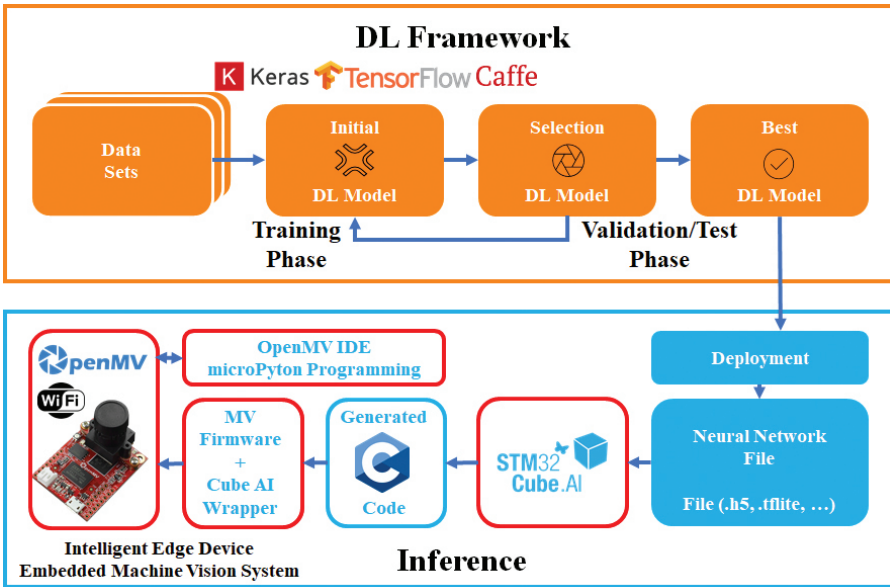 DL Framework
K Keras TensorFlow Caffe
Data
Sets
Initial
DL Model
Selection
DL Model
Best
DL Model
Training
Phase
Validation/Test
Phase
OpenMV
WiFi
OpenMV IDE
microPyton Programming
Deployment
MV
Firmware
+
Cube AI
Wrapper
Generated
C
Code
STM32
Cube.AI
Neural Network
File
File (.h5, .tflite, ...)
Intelligent Edge Device
Embedded Machine Vision System
Inference